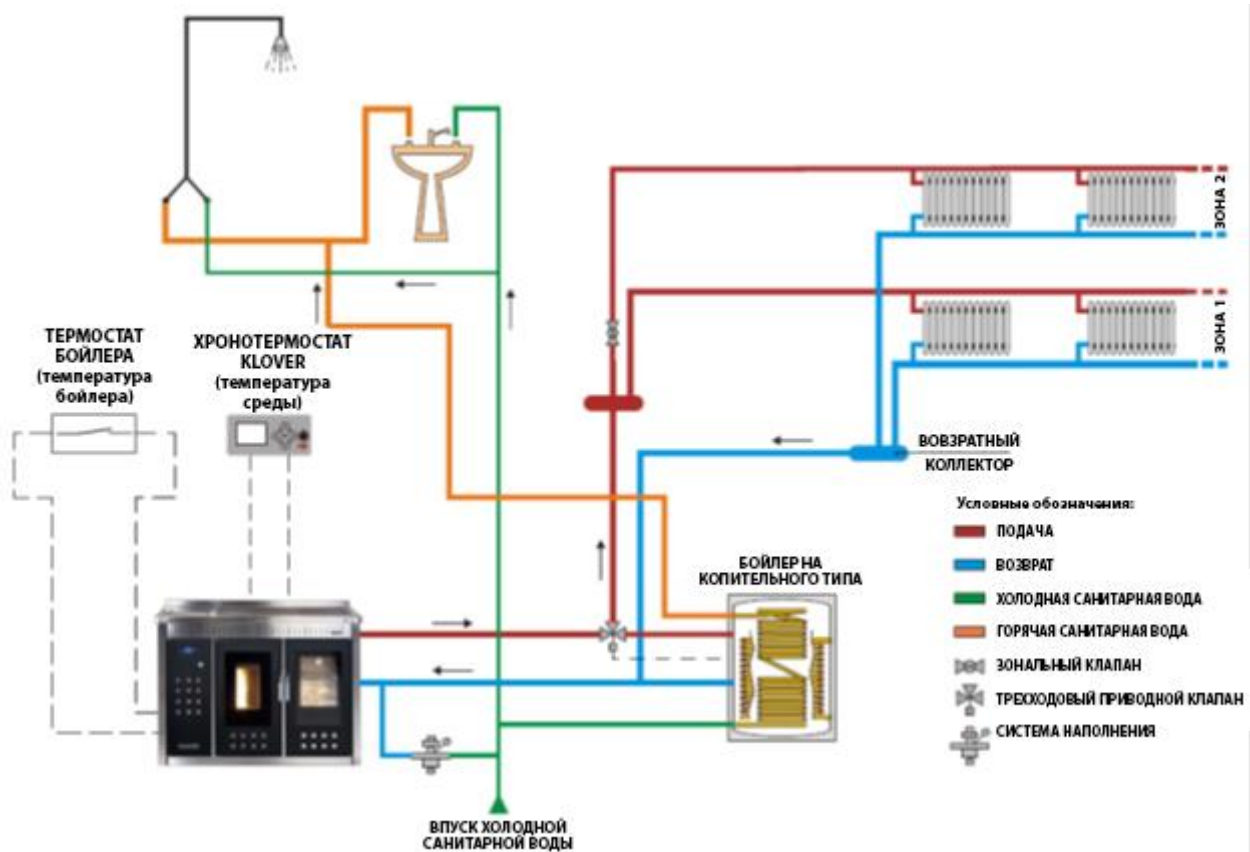 ЗОНА 2
ЗОНА 1
ТЕРМОСТАТ
БОЙЛЕРА
(температура
бойлера)
ХРОНОТЕРМОСТАТ
KLOVER
(температура
среды)
ВОВЗРАТНЫЙ
КОЛЛЕКТОР
Условные обозначения:
ПОДАЧА
ВОЗВРАТ
ХОЛОДНАЯ САНИТАРНАЯ ВОДА
ГОРЯЧАЯ САНИТАРНАЯ ВОДА
ЗОНАЛЬНЫЙ КЛАПАН
ТРЕХХОДОВЫЙ ПРИВОДНОЙ КЛАПАН
СИСТЕМА НАПОЛНЕНИЯ
БОЙЛЕР НА
КОПИТЕЛЬНОГО ТИПА
ВПУСК ХОЛОДНОЙ
САНИТАРНОЙ ВОДЫ